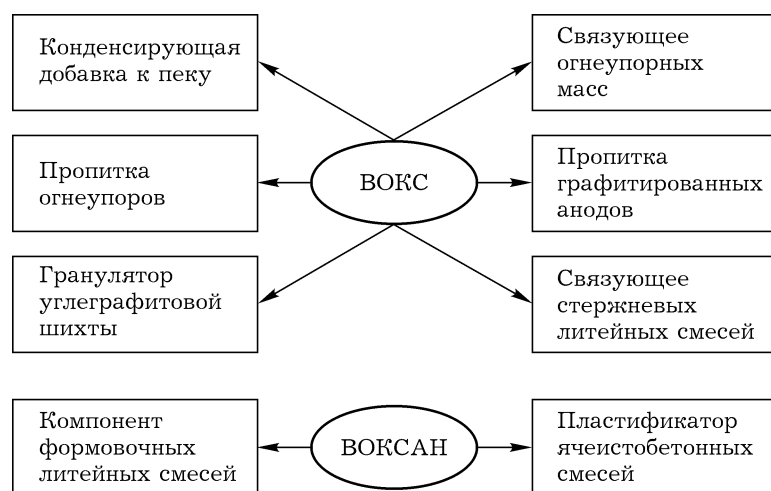 Конденсирующая
добавка к пеку
Связующее
огнеупорных
масс
Пропитка
огнеупоров
ВОКС
Пропитка
графитированных
анодов
Гранулятор
углеграфитовой
шихты
Связующее
стержневых
литейных смесей
Компонент
формовочных
литейных смесей
ВОКСАН
Пластификатор
ячеистобетонных
смесей